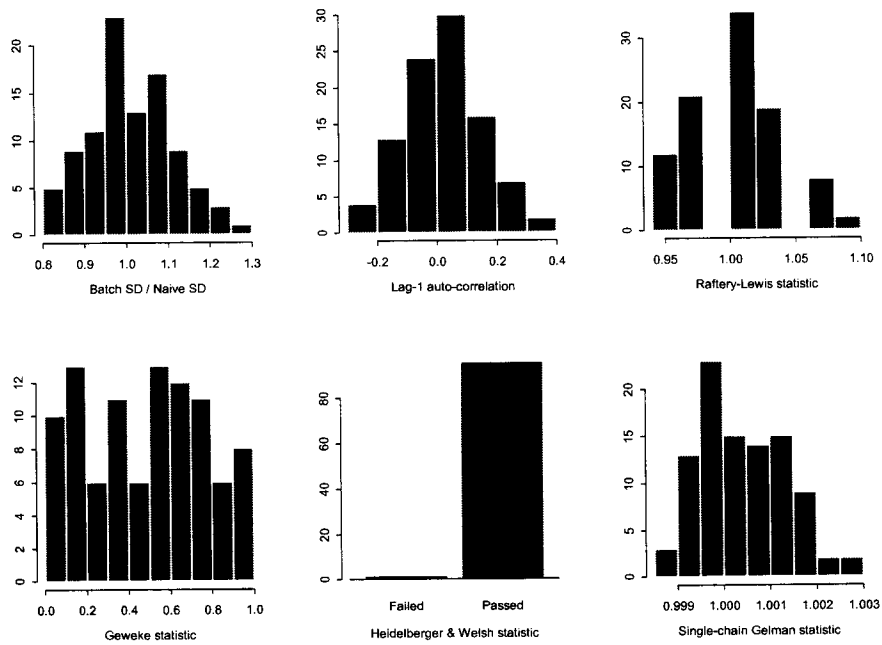 0 5 10 15 20
0.8 0.9 1.0 1.1 1.2 1.3
Batch SD / Naive SD
0 5 10 15 20 25 30
-0.2 0.0 0.2 0.4
Lag-1 auto-correlation
0 10 20 30
0.95 1.00 1.05 1.10
Raftery-Lewis statistic
0 2 4 6 8 10 12
0.0 0.2 0.4 0.6 0.8 1.0
Geweke statistic
0 20 40 60 80
Failed Passed
Heidelberger & Welsh statistic
0 5 10 15 20
0.999 1.000 1.001 1.002 1.003
Single-chain Gelman statistic